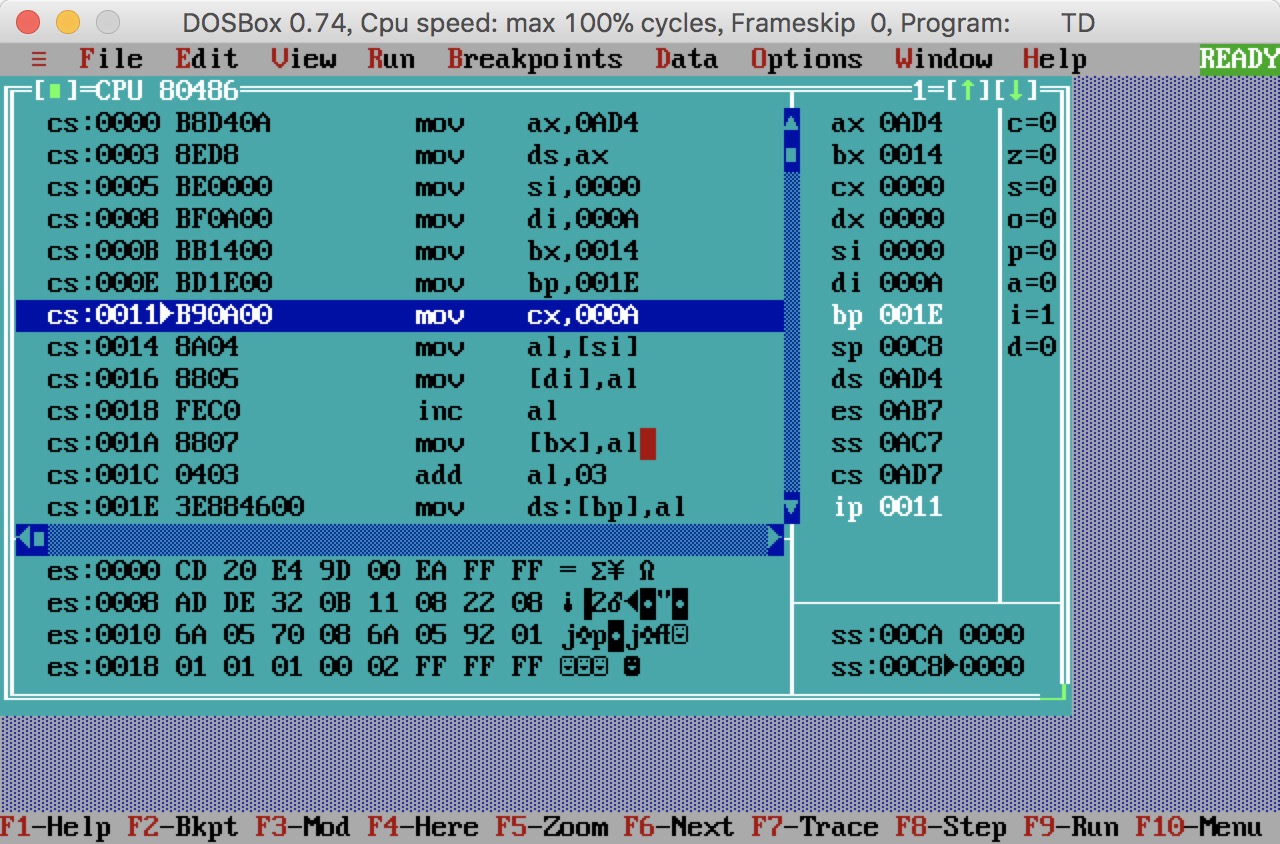 DOSBox 0.74, Cpu speed: max 100% cycles, Frameskip 0, Program: TD
≡ File Edit View Run Breakpoints Data Options Window Help READY
[■]=CPU 80486 1=[↑][↓]
cs:0000 B8D40A mov ax,0AD4 ax 0AD4 c=0
cs:0003 8ED8 mov ds,ax bx 0014 z=0
cs:0005 BE0000 mov si,0000 cx 0000 s=0
cs:0008 BF0A00 mov di,000A dx 0000 o=0
cs:000B BB1400 mov bx,0014 si 0000 p=0
cs:000E BD1E00 mov bp,001E di 000A a=0
cs:0011►B90A00 mov cx,000A bp 001E i=1
cs:0014 8A04 mov al,[si] sp 00C8 d=0
cs:0016 8805 mov [di],al ds 0AD4
cs:0018 FEC0 inc al es 0AB7
cs:001A 8807 mov [bx],al ss 0AC7
cs:001C 0403 add al,03 cs 0AD7
cs:001E 3E884600 mov ds:[bp],al ip 0011
es:0000 CD 20 E4 9D 00 EA FF FF = Σ¥ Ω
es:0008 AD DE 32 0B 11 08 22 08 ¡▐2♂◄◘"◘
es:0010 6A 05 70 08 6A 05 92 01 j♣p◘j♣Æ☺ ss:00CA 0000
es:0018 01 01 01 00 02 FF FF FF ☺☺☺ ☻ ss:00C8►0000
F1-Help F2-Bkpt F3-Mod F4-Here F5-Zoom F6-Next F7-Trace F8-Step F9-Run F10-Menu